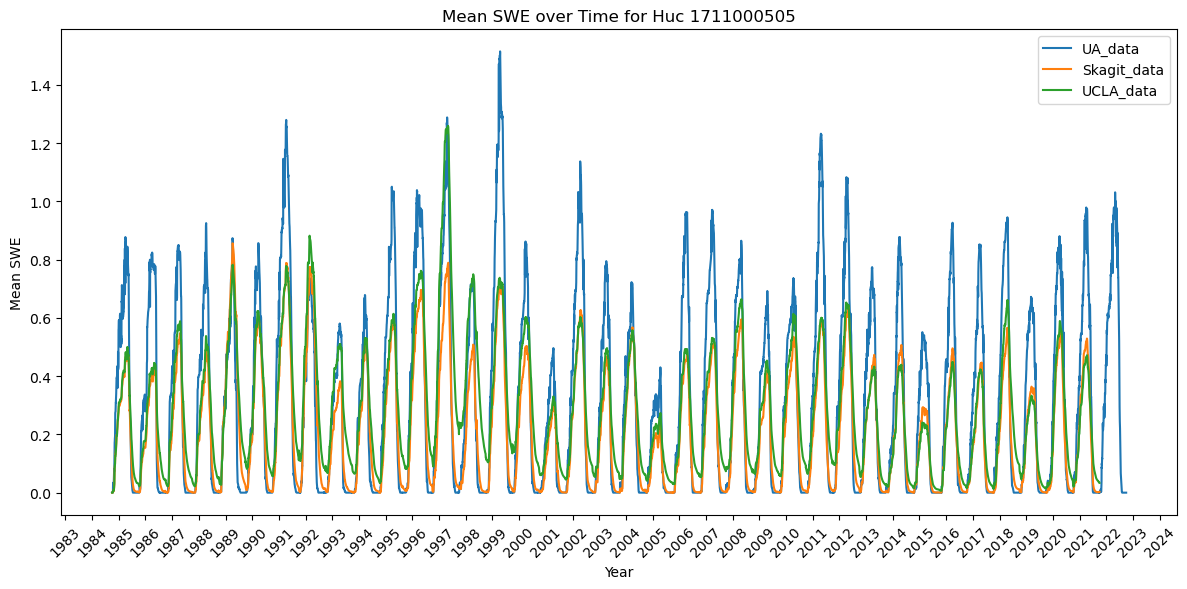 Mean SWE over Time for Huc 1711000505
UA_data
Skagit_data
UCLA_data
Mean SWE
1.4
1.2
1.0
0.8
0.6
0.4
0.2
0.0
1983 1984 1985 1986 1987 1988 1989 1990 1991 1992 1993 1994 1995 1996 1997 1998 1999 2000 2001 2002 2003 2004 2005 2006 2007 2008 2009 2010 2011 2012 2013 2014 2015 2016 2017 2018 2019 2020 2021 2022 2023 2024
Year